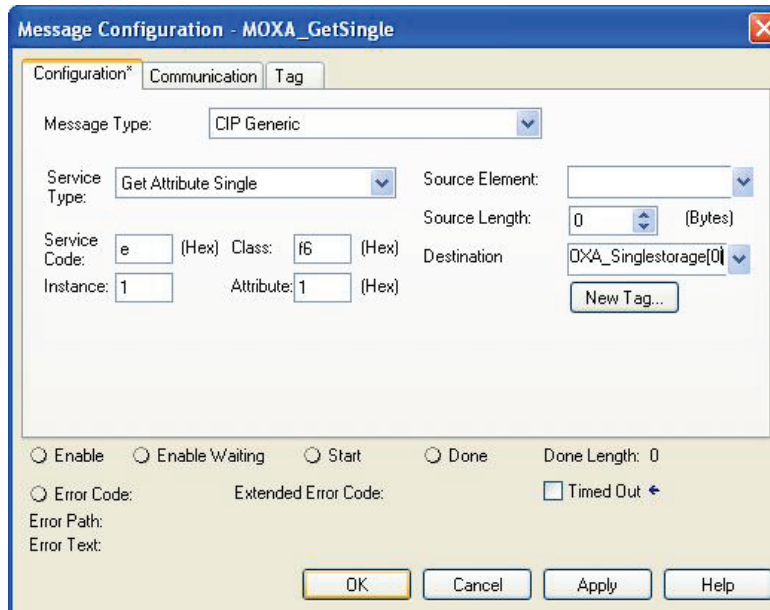 Message Configuration - MOXA_GetSingle
Configuration* Communication Tag
Message Type: CIP Generic
Service Type: Get Attribute Single
Source Element:
Source Length: 0 (Bytes)
Service Code: e (Hex) Class: f6 (Hex)
Destination OXA_Singlestorage[0]
Instance: 1 Attribute: 1 (Hex)
New Tag...
Enable Enable Waiting Start Done Done Length: 0
Error Code: Extended Error Code: Timed Out
Error Path:
Error Text:
OK Cancel Apply Help